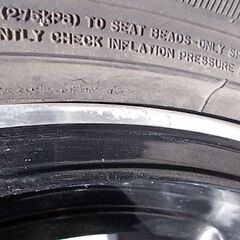 (275kPa) TO SEAT BEADS-ONLY
NTLY CHECK INFLATION PRESSURE